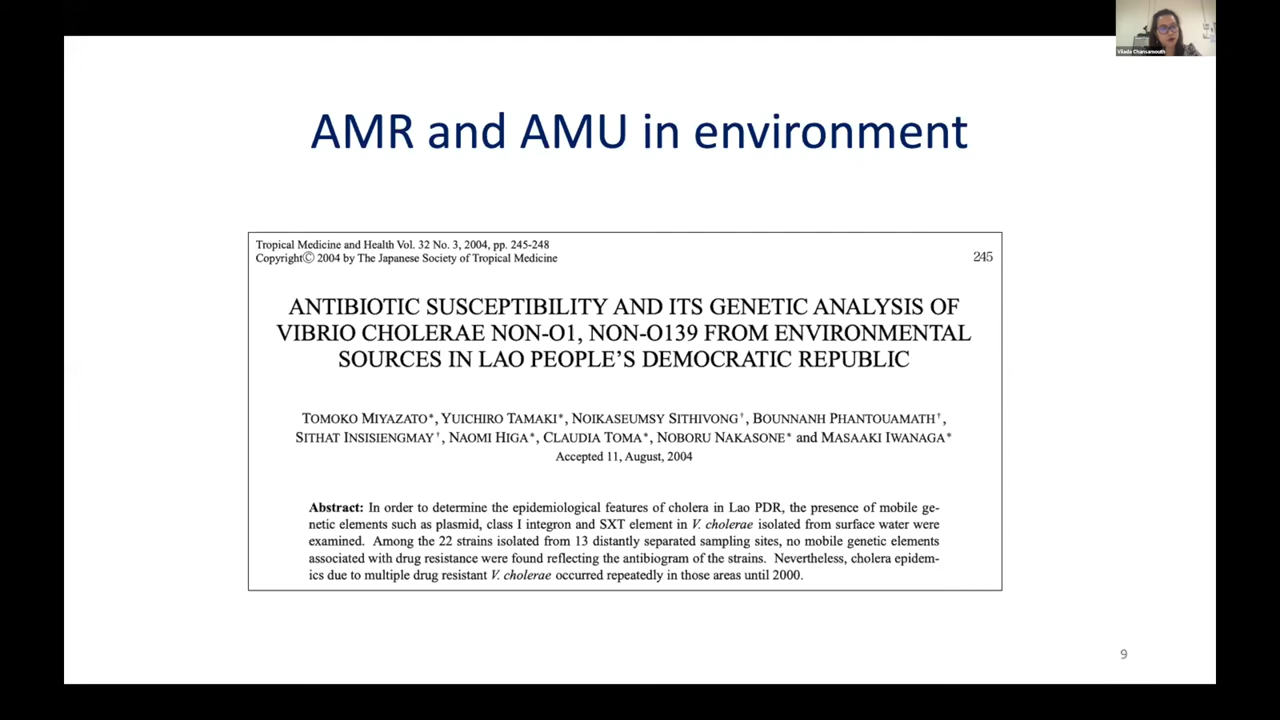 AMR and AMU in environment
Tropical Medicine and Health Vol. 32 No. 3, 2004, pp. 245-248
Copyright© 2004 by The Japanese Society of Tropical Medicine
245
ANTIBIOTIC SUSCEPTIBILITY AND ITS GENETIC ANALYSIS OF
VIBRIO CHOLERAE NON-O1, NON-O139 FROM ENVIRONMENTAL
SOURCES IN LAO PEOPLE'S DEMOCRATIC REPUBLIC
TOMOKO MIYAZATO*, YUICHIRO TAMAKI*, NOIKASEUMSY SITHIVONG†, BOUNNANH PHANTOUAMATH†,
SITHAT INSISIENGMAY†, NAOMI HIGA*, CLAUDIA TOMA*, NOBORU NAKASONE* and MASAAKI IWANAGA*
Accepted 11, August, 2004
Abstract: In order to determine the epidemiological features of cholera in Lao PDR, the presence of mobile ge-
netic elements such as plasmid, class I integron and SXT element in V. cholerae isolated from surface water were
examined. Among the 22 strains isolated from 13 distantly separated sampling sites, no mobile genetic elements
associated with drug resistance were found reflecting the antibiogram of the strains. Nevertheless, cholera epidem-
ics due to multiple drug resistant V. cholerae occurred repeatedly in those areas until 2000.
9
Vilada Chansamouth